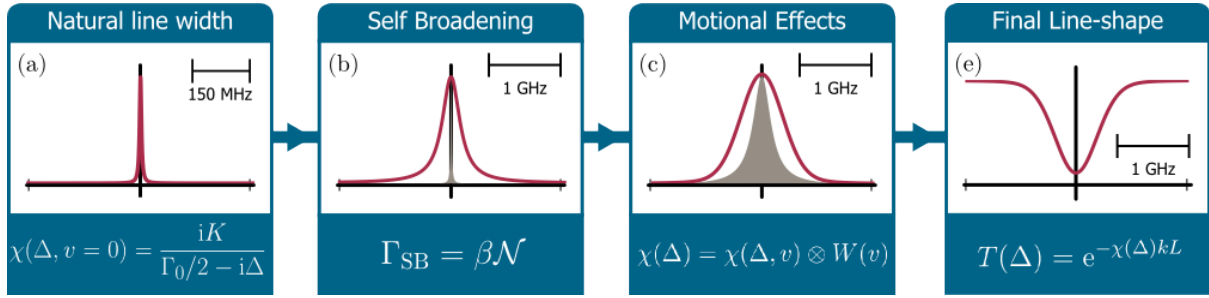 Natural line width
(a)
150 MHz
χ(Δ, v = 0) = iK / (Γ₀/2 − iΔ)
Self Broadening
(b)
1 GHz
Γ_SB = β𝒩
Motional Effects
(c)
1 GHz
χ(Δ) = χ(Δ, v) ⊗ W(v)
Final Line-shape
(e)
1 GHz
T(Δ) = e^{−χ(Δ)kL}